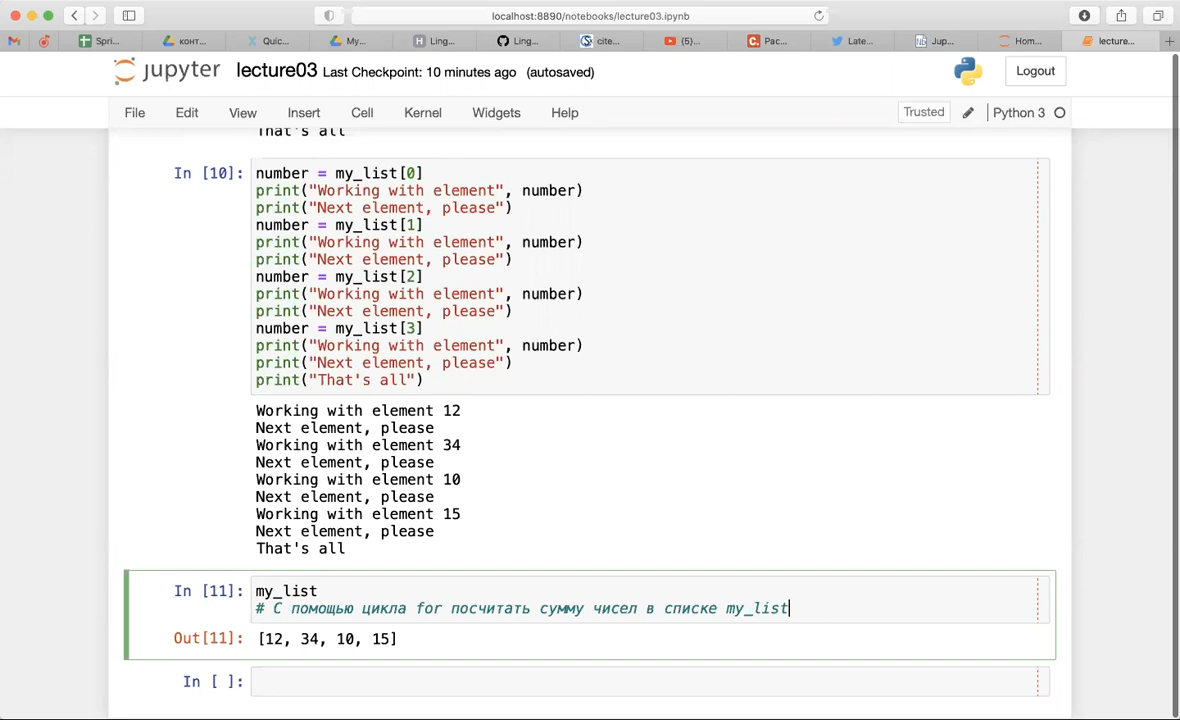 localhost:8890/notebooks/lecture03.ipynb
Spri... конт... Quic... My... Ling... Ling... cite... (5)... Pac... Late... Jup... Hom... lecture...
jupyter lecture03 Last Checkpoint: 10 minutes ago (autosaved) Logout
File Edit View Insert Cell Kernel Widgets Help Trusted Python 3
That's all
In [10]: number = my_list[0]
print("Working with element", number)
print("Next element, please")
number = my_list[1]
print("Working with element", number)
print("Next element, please")
number = my_list[2]
print("Working with element", number)
print("Next element, please")
number = my_list[3]
print("Working with element", number)
print("Next element, please")
print("That's all")
Working with element 12
Next element, please
Working with element 34
Next element, please
Working with element 10
Next element, please
Working with element 15
Next element, please
That's all
In [11]: my_list
# С помощью цикла for посчитать сумму чисел в списке my_list
Out[11]: [12, 34, 10, 15]
In [ ]: